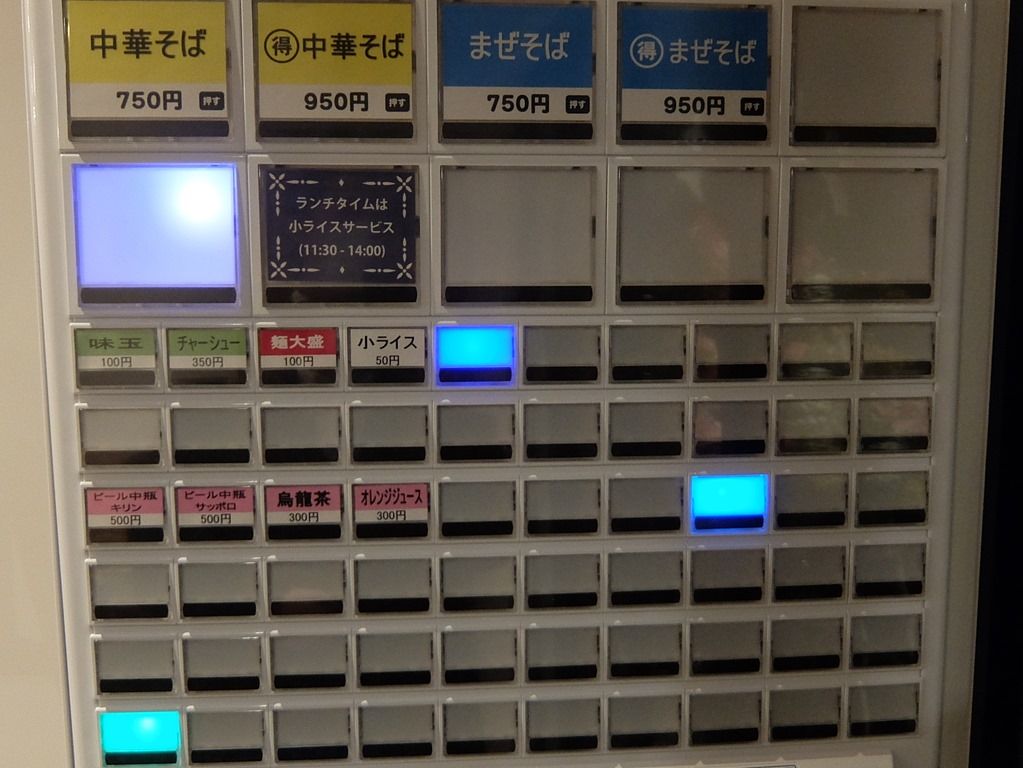 中華そば
750円 押す
得 中華そば
950円 押す
まぜそば
750円 押す
得 まぜそば
950円 押す
ランチタイムは
小ライスサービス
(11:30 - 14:00)
味玉
100円
チャーシュー
350円
麺大盛
100円
小ライス
50円
ビール中瓶
キリン
500円
ビール中瓶
サッポロ
500円
烏龍茶
300円
オレンジジュース
300円